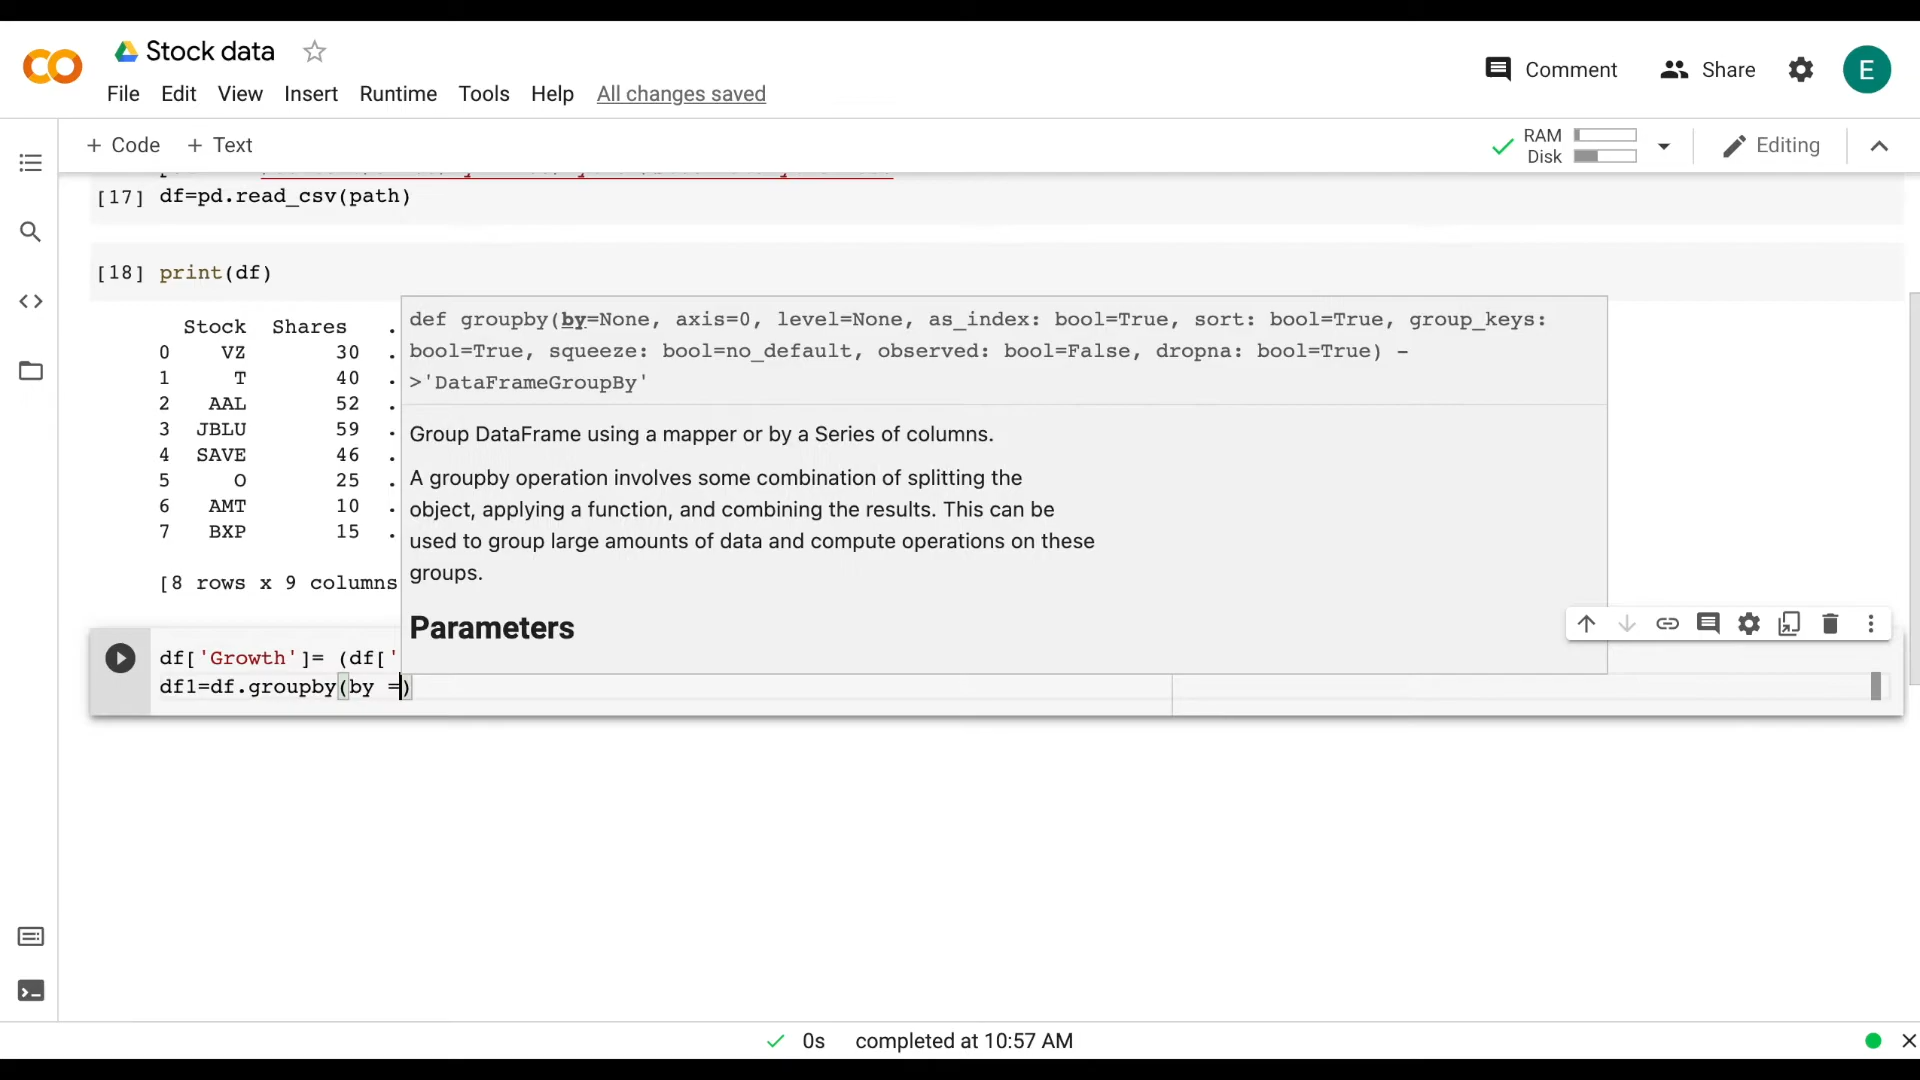 Stock data
Comment Share E
File Edit View Insert Runtime Tools Help All changes saved
+ Code + Text
RAM
Disk
Editing
[17] df=pd.read_csv(path)
[18] print(df)
Stock Shares .
0 VZ 30 .
1 T 40 .
2 AAL 52 .
3 JBLU 59 .
4 SAVE 46 .
5 O 25 .
6 AMT 10 .
7 BXP 15 .
[8 rows x 9 columns
def groupby(by=None, axis=0, level=None, as_index: bool=True, sort: bool=True, group_keys:
bool=True, squeeze: bool=no_default, observed: bool=False, dropna: bool=True) -
>'DataFrameGroupBy'
Group DataFrame using a mapper or by a Series of columns.
A groupby operation involves some combination of splitting the
object, applying a function, and combining the results. This can be
used to group large amounts of data and compute operations on these
groups.
Parameters
df['Growth']= (df['
df1=df.groupby(by =)
0s completed at 10:57 AM